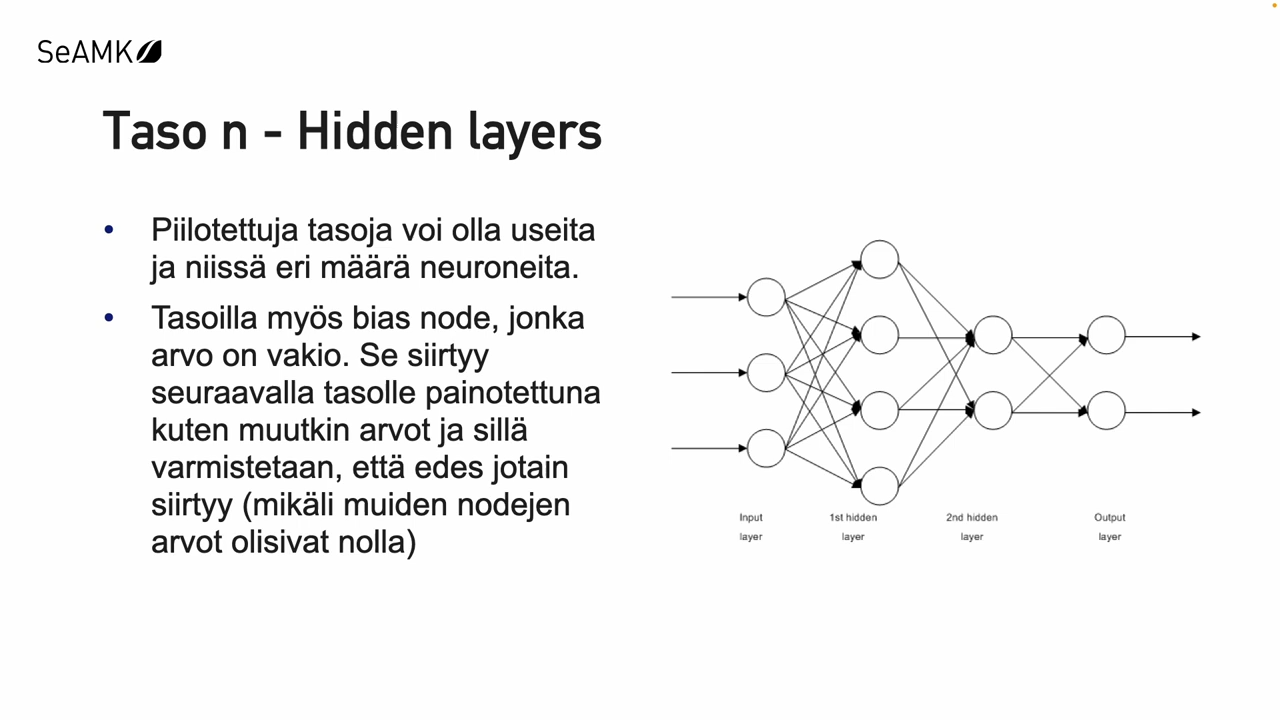 SeAMK
Taso n - Hidden layers
• Piilotettuja tasoja voi olla useita
ja niissä eri määrä neuroneita.
• Tasoilla myös bias node, jonka
arvo on vakio. Se siirtyy
seuraavalla tasolle painotettuna
kuten muutkin arvot ja sillä
varmistetaan, että edes jotain
siirtyy (mikäli muiden nodejen
arvot olisivat nolla)
Input
layer
1st hidden
layer
2nd hidden
layer
Output
layer